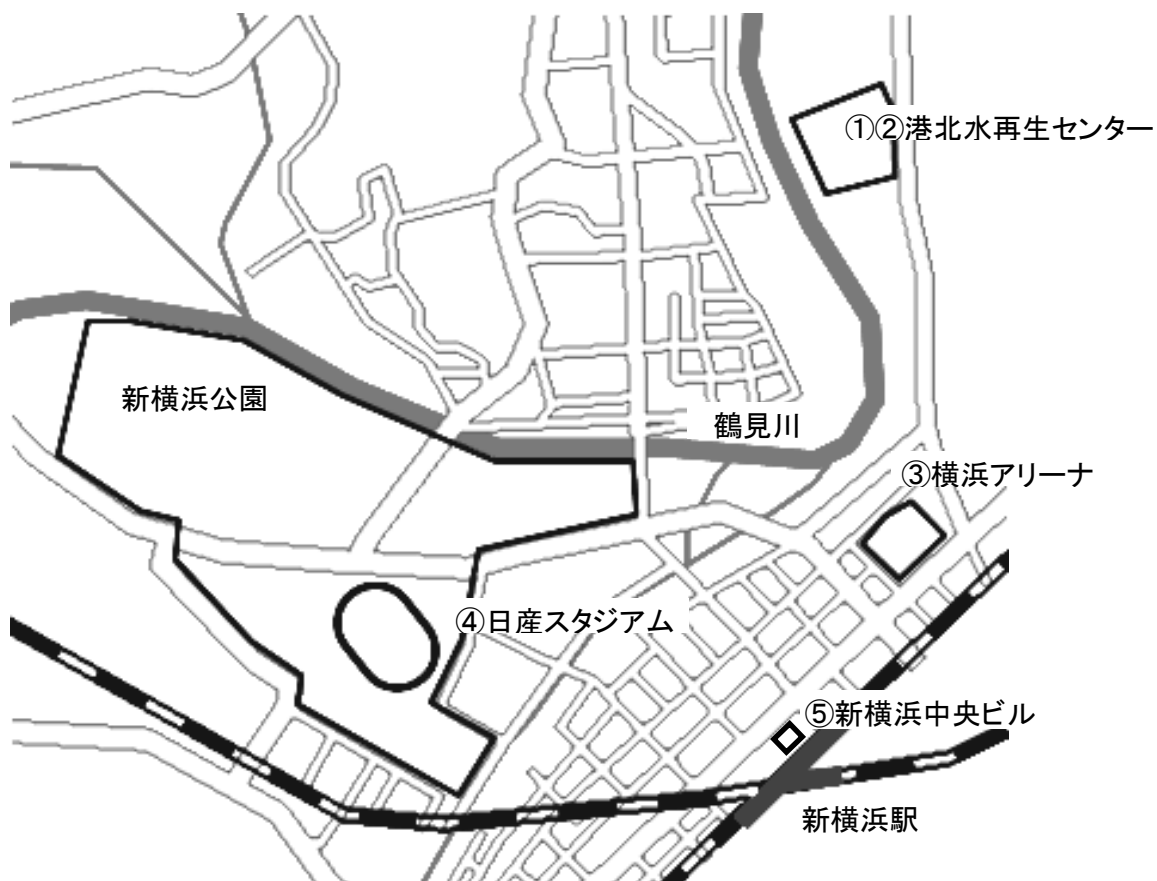 ①②港北水再生センター
新横浜公園
鶴見川
③横浜アリーナ
④日産スタジアム
⑤新横浜中央ビル
新横浜駅